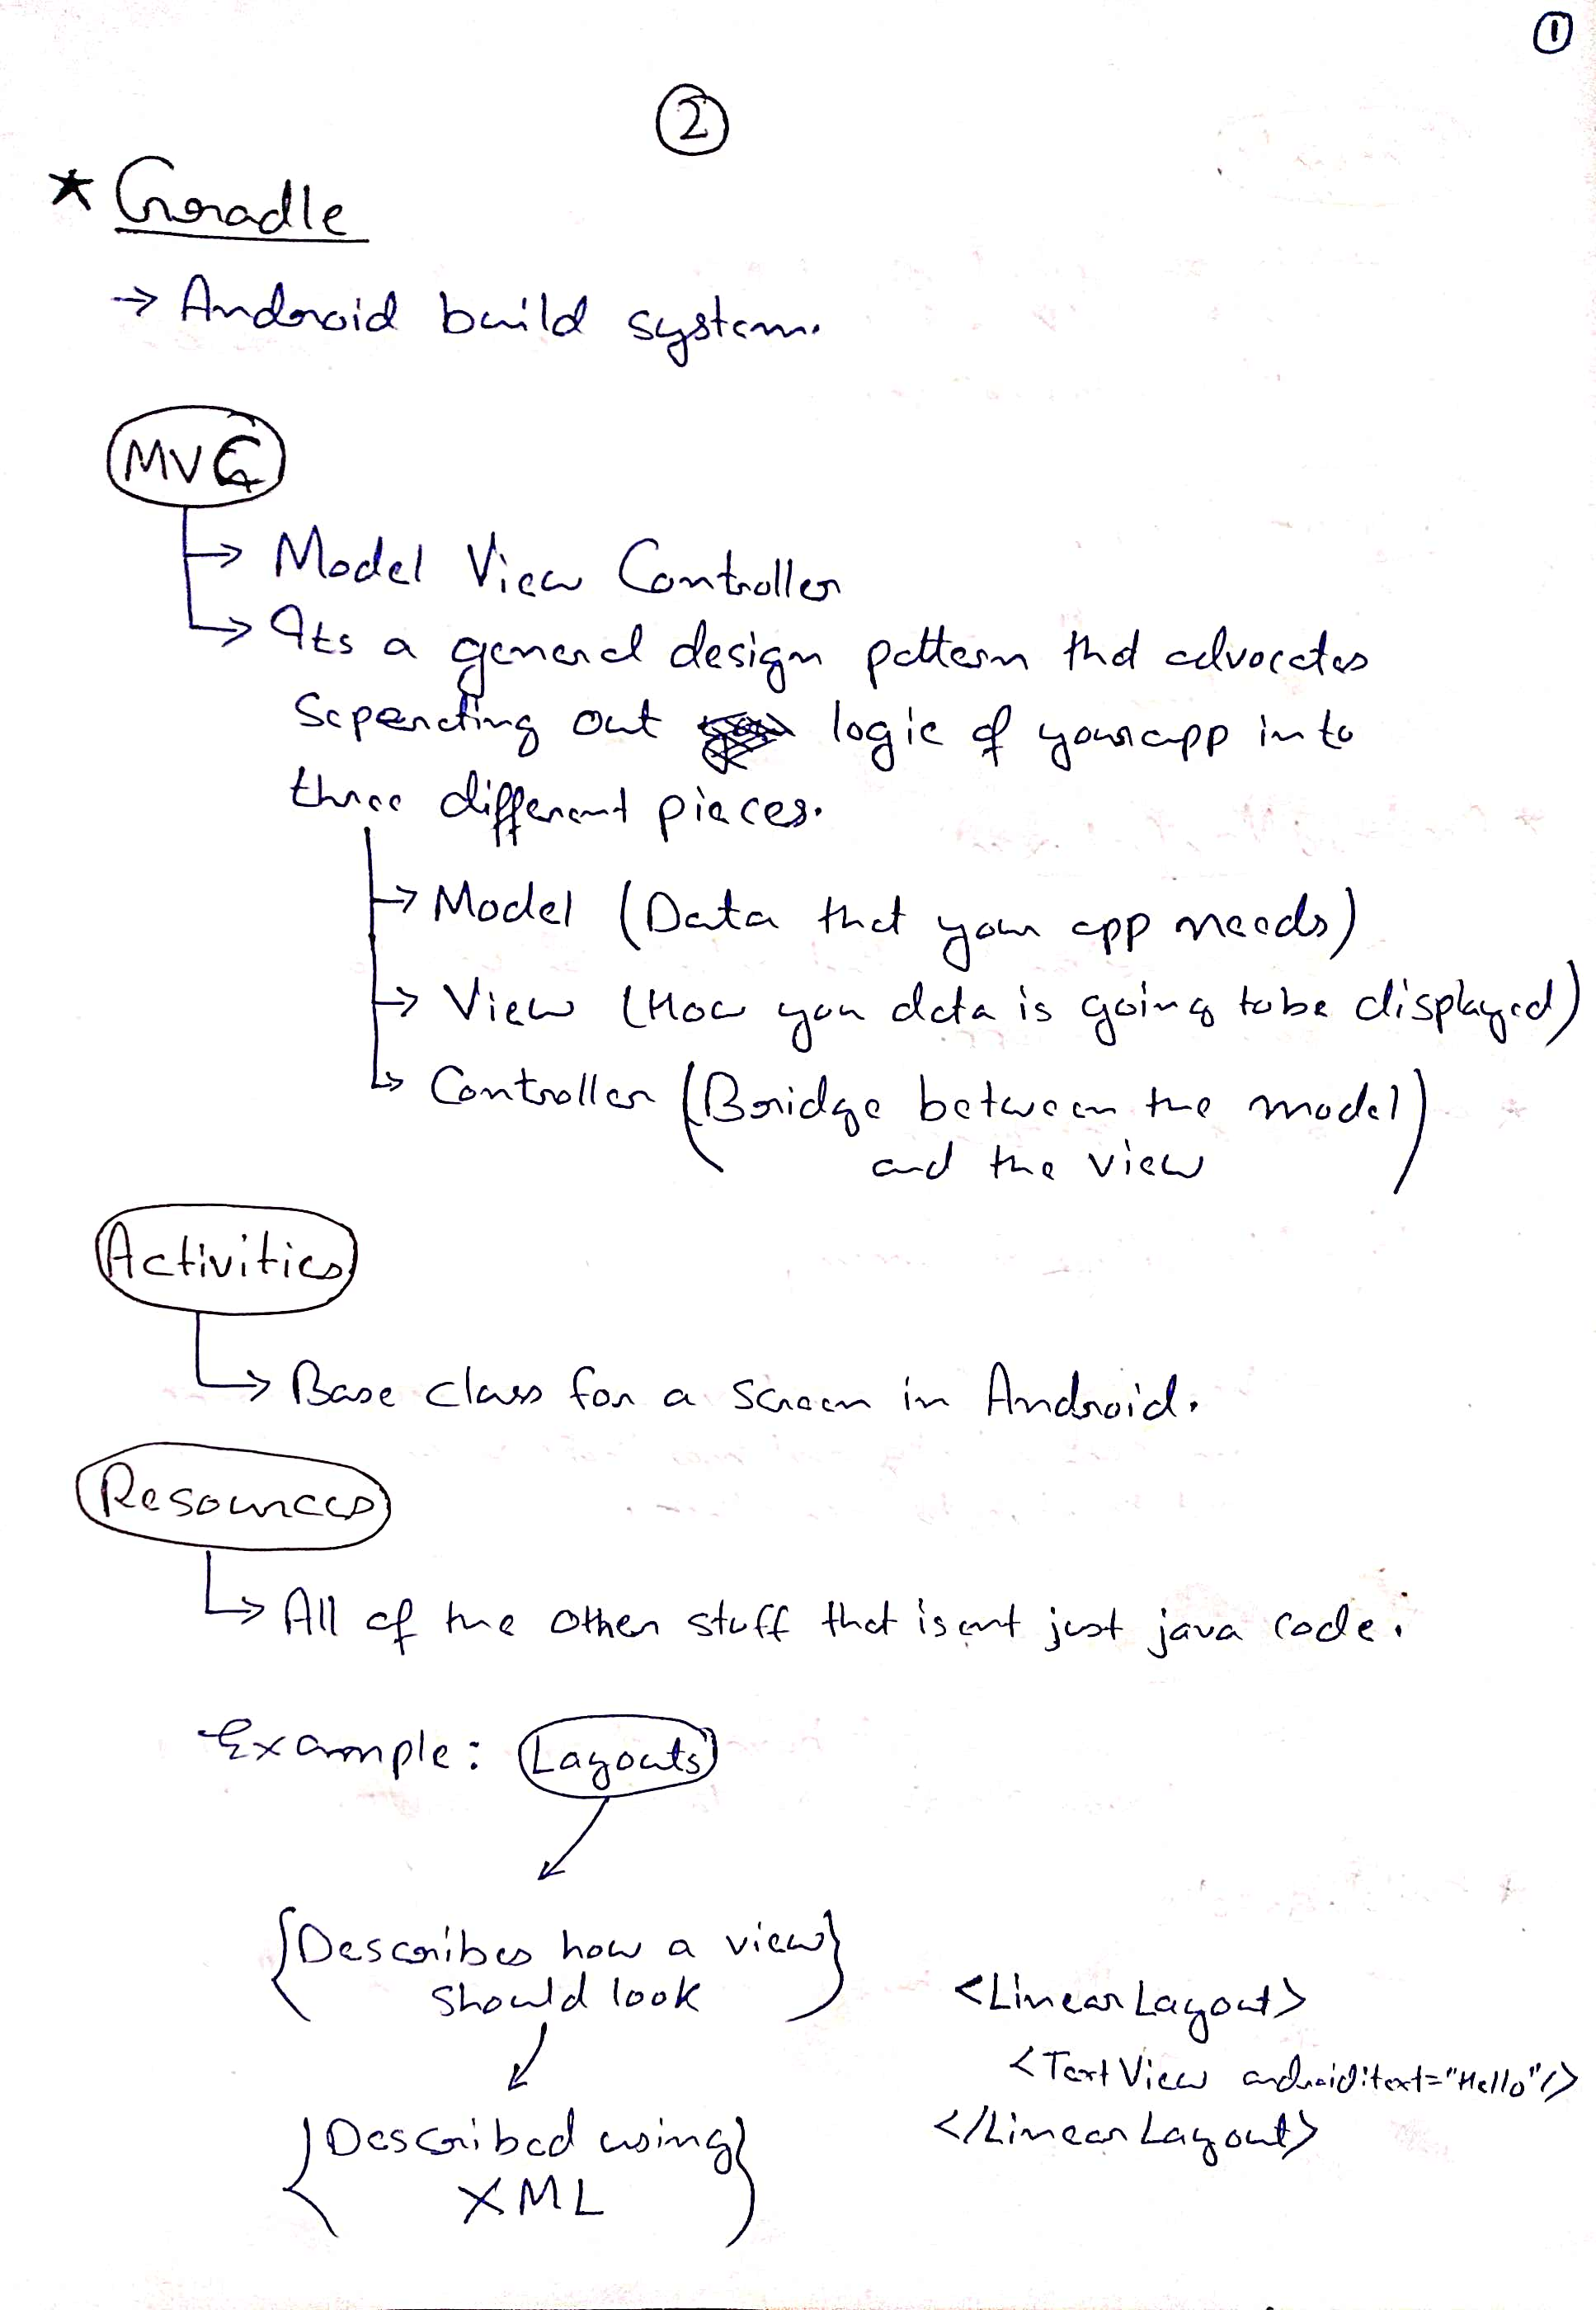 ①
②
* Gradle
→ Android build system.
MVC
→ Model View Controller
→ Its a general design pattern that advocates
Seperating out logic of your app into
three different pieces.
→ Model (Data that your app needs)
→ View (How you data is going to be displayed)
→ Controller (Bridge between the model
and the view)
Activities
→ Base class for a screen in Android.
Resources
→ All of the other stuff that isent just java code.
Example: Layouts
{Describes how a view}
should look
<LinearLayout>
<TextView android:text="Hello"/>
</LinearLayout>
{Described using}
XML